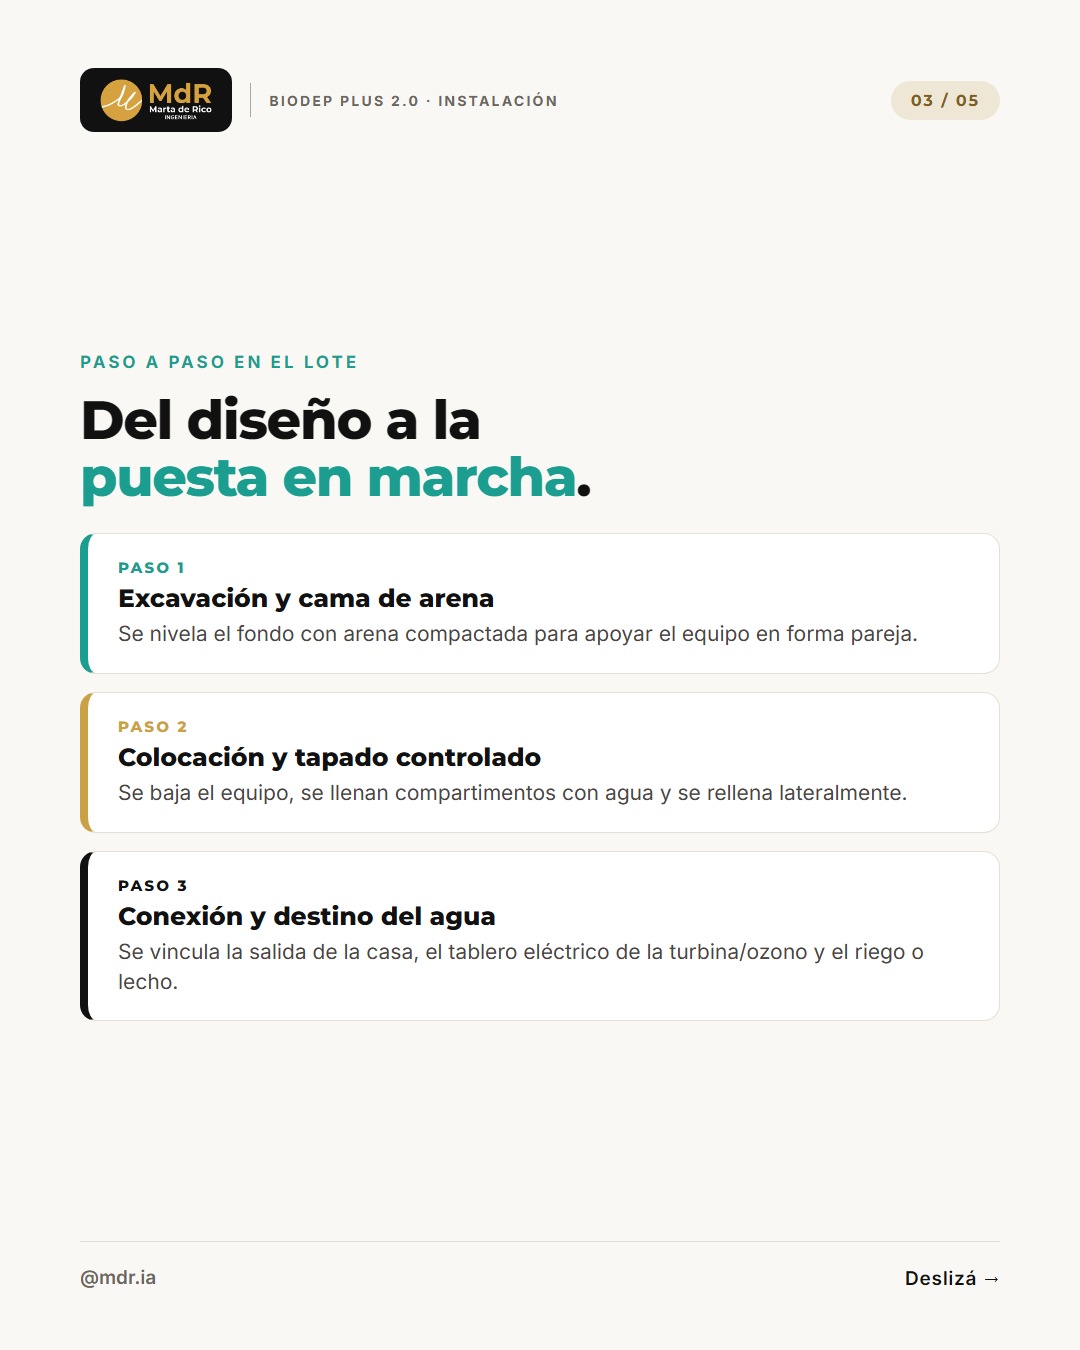 MdR
Marta de Rico
INGENIERIA
BIODEP PLUS 2.0 · INSTALACIÓN
03 / 05
PASO A PASO EN EL LOTE
Del diseño a la
puesta en marcha.
PASO 1
Excavación y cama de arena
Se nivela el fondo con arena compactada para apoyar el equipo en forma pareja.
PASO 2
Colocación y tapado controlado
Se baja el equipo, se llenan compartimentos con agua y se rellena lateralmente.
PASO 3
Conexión y destino del agua
Se vincula la salida de la casa, el tablero eléctrico de la turbina/ozono y el riego o
lecho.
@mdr.ia
Deslizá →